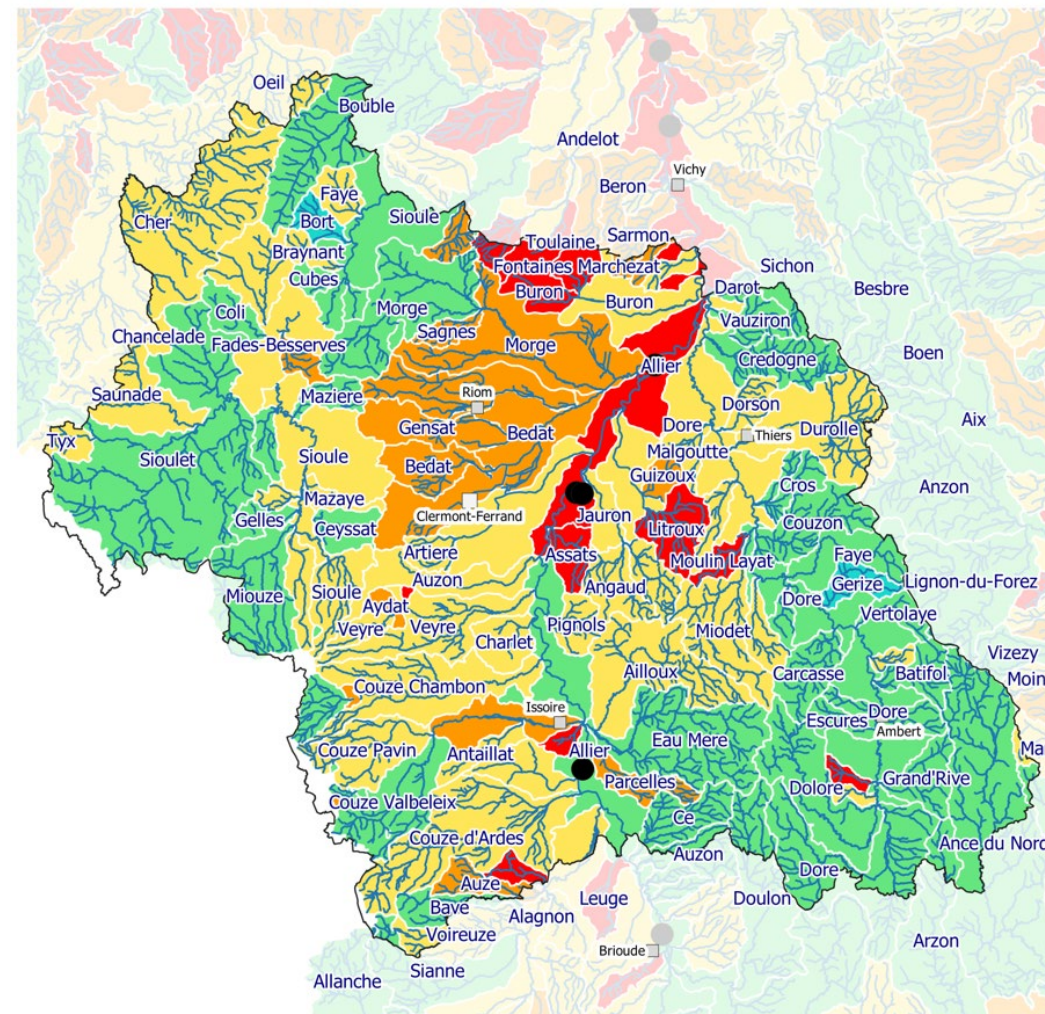 Oeil
Bouble
Andelot
Vichy
Beron
Faye
Cher
Bort
Sioule
Toulaine
Sarmon
Braynant
Fontaines Marchezat
Sichon
Cubes
Buron
Buron
Darot
Besbre
Coli
Morge
Vauziron
Chancelade
Sagnes
Fades-Besserves
Morge
Credogne
Boen
Allier
Saunade
Maziere
Riom
Dorson
Aix
Gensat
Bedat
Dore
Thiers
Durolle
Tyx
Sioulet
Sioule
Malgoutte
Bedat
Guizoux
Cros
Anzon
Mazaye
Gelles
Clermont-Ferrand
Jauron
Litroux
Couzon
Ceyssat
Artiere
Assats
Moulin Layat
Faye
Auzon
Angaud
Gerize
Lignon-du-Forez
Miouze
Sioule
Aydat
Dore
Vertolaye
Veyre
Veyre
Pignols
Miodet
Charlet
Vizezy
Ailloux
Carcasse
Batifol
Moin
Couze Chambon
Issoire
Escures
Dore
Ambert
Couze Pavin
Antaillat
Allier
Eau Mere
Ma
Parcelles
Dolore
Grand'Rive
Couze Valbeleix
Ce
Couze d'Ardes
Auzon
Ance du Nord
Auze
Dore
Leuge
Doulon
Bave
Alagnon
Voireuze
Arzon
Brioude
Sianne
Allanche